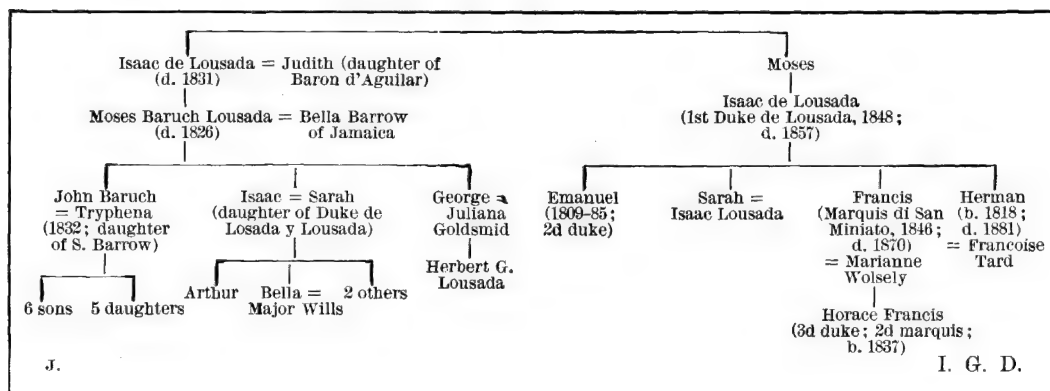 Isaac de Lousada = Judith (daughter of
(d. 1831) Baron d'Aguilar)
Moses
Moses Baruch Lousada = Bella Barrow
(d. 1826) of Jamaica
Isaac de Lousada
(1st Duke de Lousada, 1848;
d. 1857)
John Baruch
= Tryphena
(1832; daughter
of S. Barrow)
Isaac = Sarah
(daughter of Duke de
Losada y Lousada)
George =
Juliana
Goldsmid
Emanuel
(1809-85;
2d duke)
Sarah =
Isaac Lousada
Francis
(Marquis di San
Miniato, 1846;
d. 1870)
= Marianne
Wolsely
Herman
(b. 1818;
d. 1881)
= Francoise
Tard
6 sons 5 daughters
Arthur Bella = 2 others
Major Wills
Herbert G.
Lousada
Horace Francis
(3d duke; 2d marquis;
b. 1837)
J. I. G. D.